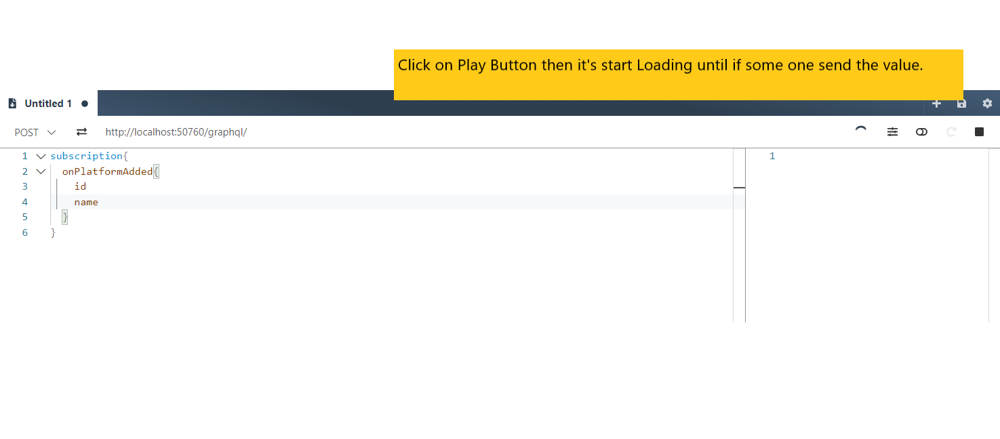 Click on Play Button then it's start Loading until if some one send the value.
Untitled 1
POST http://localhost:50760/graphql/
1 subscription{
2 onPlatformAdded{
3 id
4 name
5 }
6 }
1